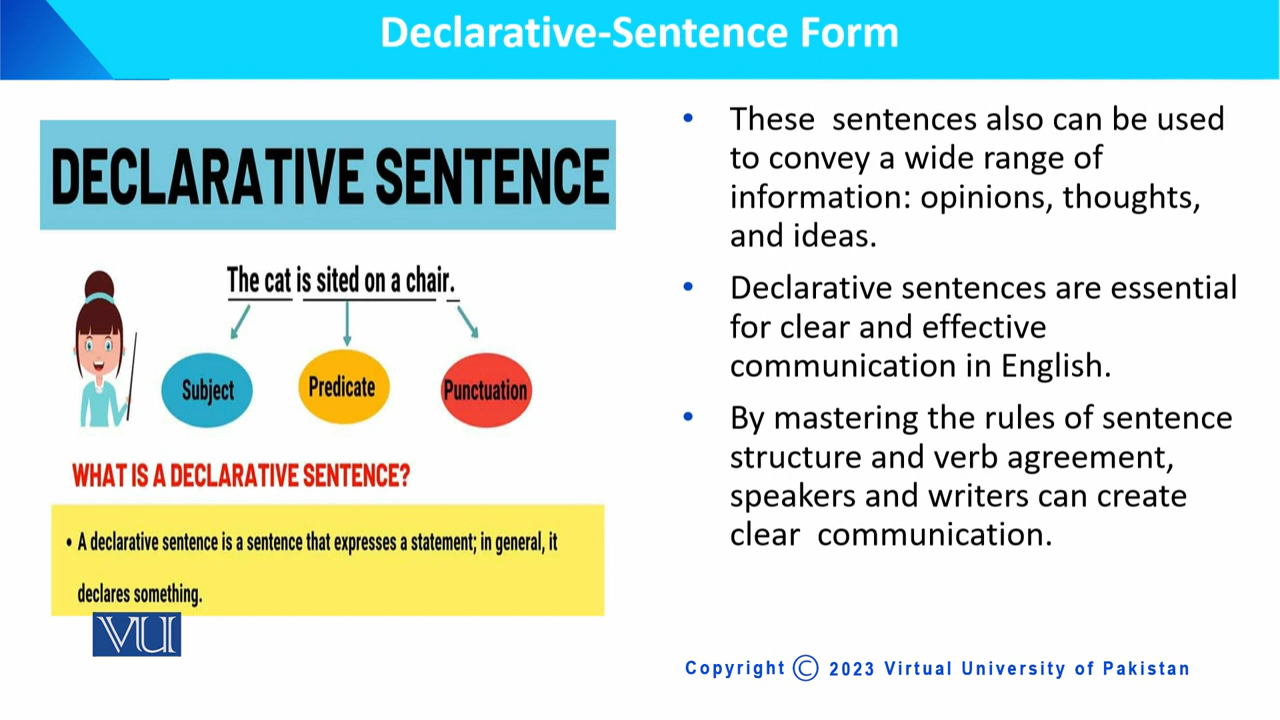 Declarative-Sentence Form
DECLARATIVE SENTENCE
The cat is sited on a chair.
Subject
Predicate
Punctuation
WHAT IS A DECLARATIVE SENTENCE?
• A declarative sentence is a sentence that expresses a statement; in general, it
declares something.
VU
• These sentences also can be used
to convey a wide range of
information: opinions, thoughts,
and ideas.
• Declarative sentences are essential
for clear and effective
communication in English.
• By mastering the rules of sentence
structure and verb agreement,
speakers and writers can create
clear communication.
Copyright © 2023 Virtual University of Pakistan